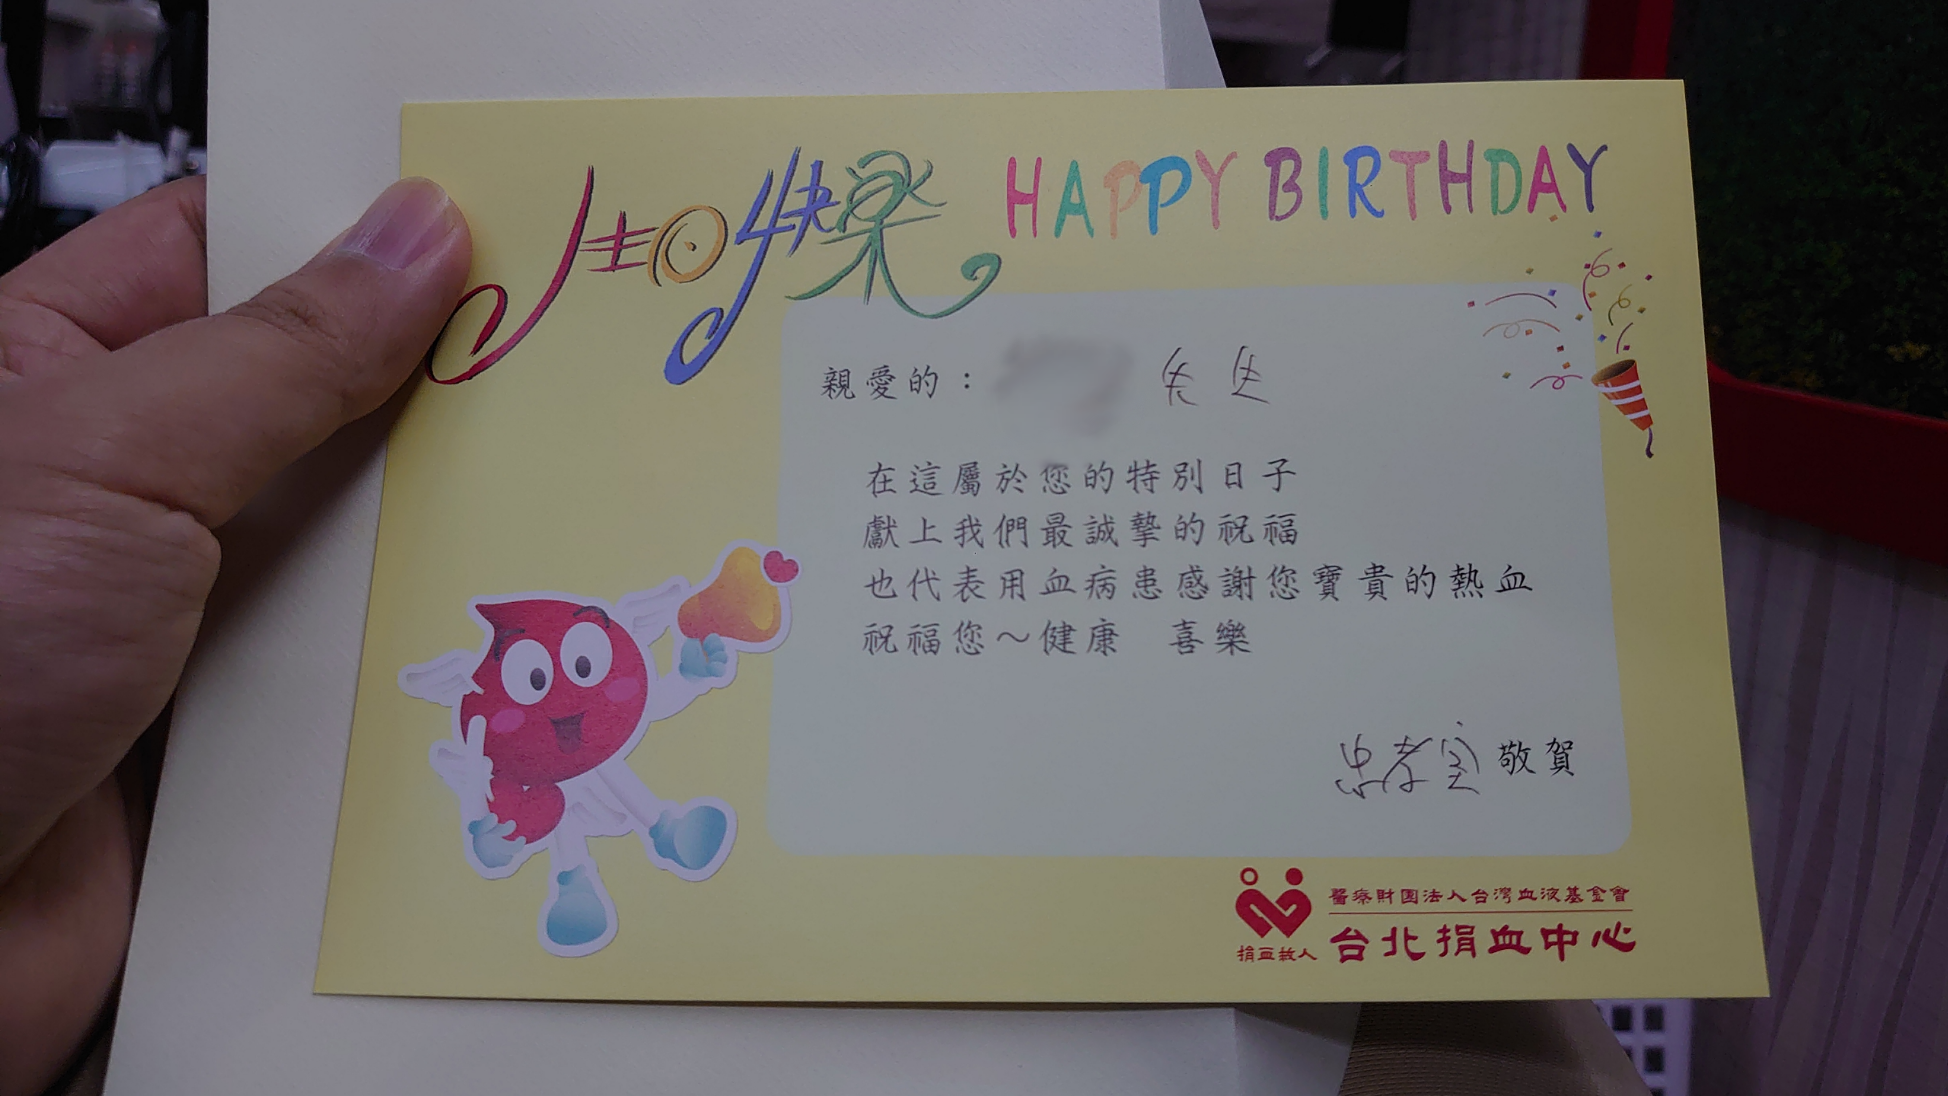 生日快樂 HAPPY BIRTHDAY
親愛的： 先生
在這屬於您的特別日子
獻上我們最誠摯的祝福
也代表用血病患感謝您寶貴的熱血
祝福您～健康　喜樂
忠孝室 敬賀
醫療財團法人台灣血液基金會
捐血救人 台北捐血中心